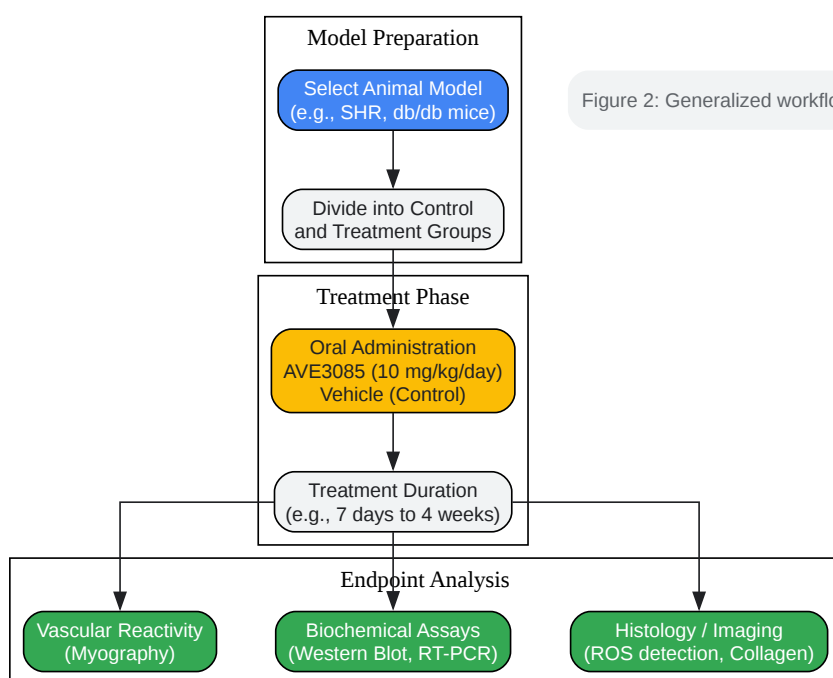 Model Preparation
Select Animal Model
(e.g., SHR, db/db mice)
Figure 2: Generalized workflo
Divide into Control
and Treatment Groups
Treatment Phase
Oral Administration
AVE3085 (10 mg/kg/day)
Vehicle (Control)
Treatment Duration
(e.g., 7 days to 4 weeks)
Endpoint Analysis
Vascular Reactivity
(Myography)
Biochemical Assays
(Western Blot, RT-PCR)
Histology / Imaging
(ROS detection, Collagen)